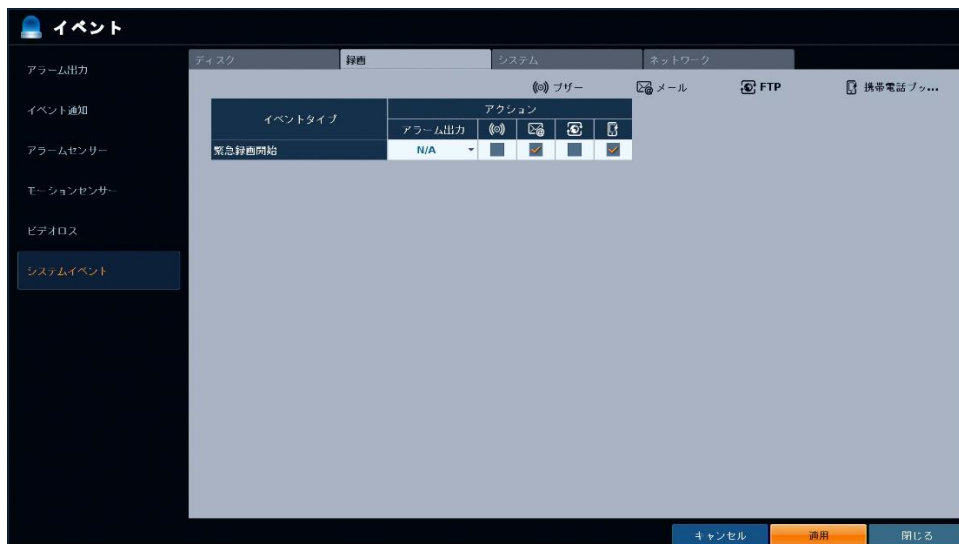 イベント
アラーム出力
イベント通知
アラームセンサー
モーションセンサー
ビデオロス
システムイベント
ディスク 録画 システム ネットワーク
ブザー メール FTP 携帯電話プッ...
イベントタイプ アクション
アラーム出力
緊急録画開始 N/A
キャンセル 適用 閉じる